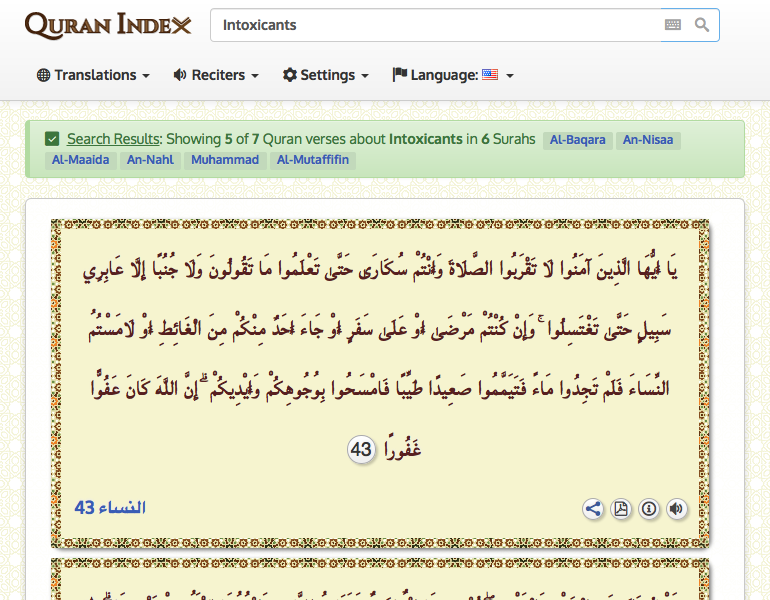 QURAN INDEX
Intoxicants
Translations
Reciters
Settings
Language:
Search Results: Showing 5 of 7 Quran verses about Intoxicants in 6 Surahs Al-Baqara An-Nisaa
Al-Maaida An-Nahl Muhammad Al-Mutaffifin
يَا أَيُّهَا الَّذِينَ آمَنُوا لَا تَقْرَبُوا الصَّلَاةَ وَأَنْتُمْ سُكَارَى حَتَّى تَعْلَمُوا مَا تَقُولُونَ وَلَا جُنُبًا إِلَّا عَابِرِي
سَبِيلٍ حَتَّى تَغْتَسِلُوا ۚ وَإِنْ كُنْتُمْ مَرْضَى أَوْ عَلَى سَفَرٍ أَوْ جَاءَ أَحَدٌ مِنْكُمْ مِنَ الْغَائِطِ أَوْ لَامَسْتُمُ
النِّسَاءَ فَلَمْ تَجِدُوا مَاءً فَتَيَمَّمُوا صَعِيدًا طَيِّبًا فَامْسَحُوا بِوُجُوهِكُمْ وَأَيْدِيكُمْ ۗ إِنَّ اللَّهَ كَانَ عَفُوًّا
غَفُورًا 43
النساء 43